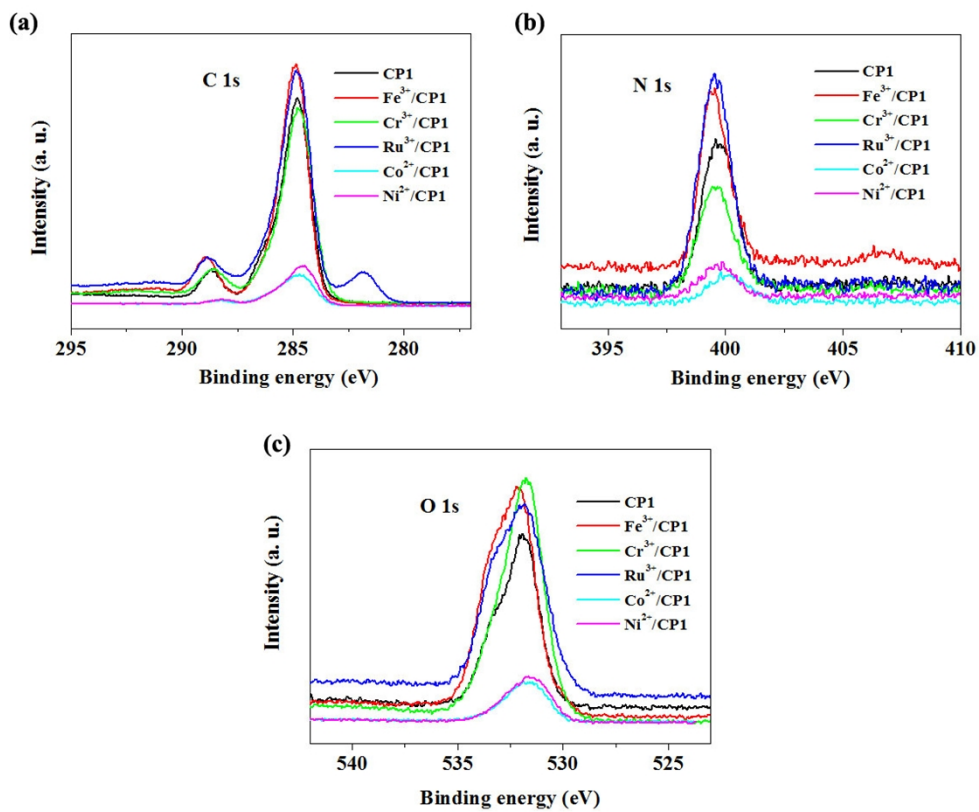 (a)
C 1s
CP1
Fe³⁺/CP1
Cr³⁺/CP1
Ru³⁺/CP1
Co²⁺/CP1
Ni²⁺/CP1
Intensity (a. u.)
295 290 285 280
Binding energy (eV)
(b)
N 1s
CP1
Fe³⁺/CP1
Cr³⁺/CP1
Ru³⁺/CP1
Co²⁺/CP1
Ni²⁺/CP1
Intensity (a. u.)
395 400 405 410
Binding energy (eV)
(c)
O 1s
CP1
Fe³⁺/CP1
Cr³⁺/CP1
Ru³⁺/CP1
Co²⁺/CP1
Ni²⁺/CP1
Intensity (a. u.)
540 535 530 525
Binding energy (eV)